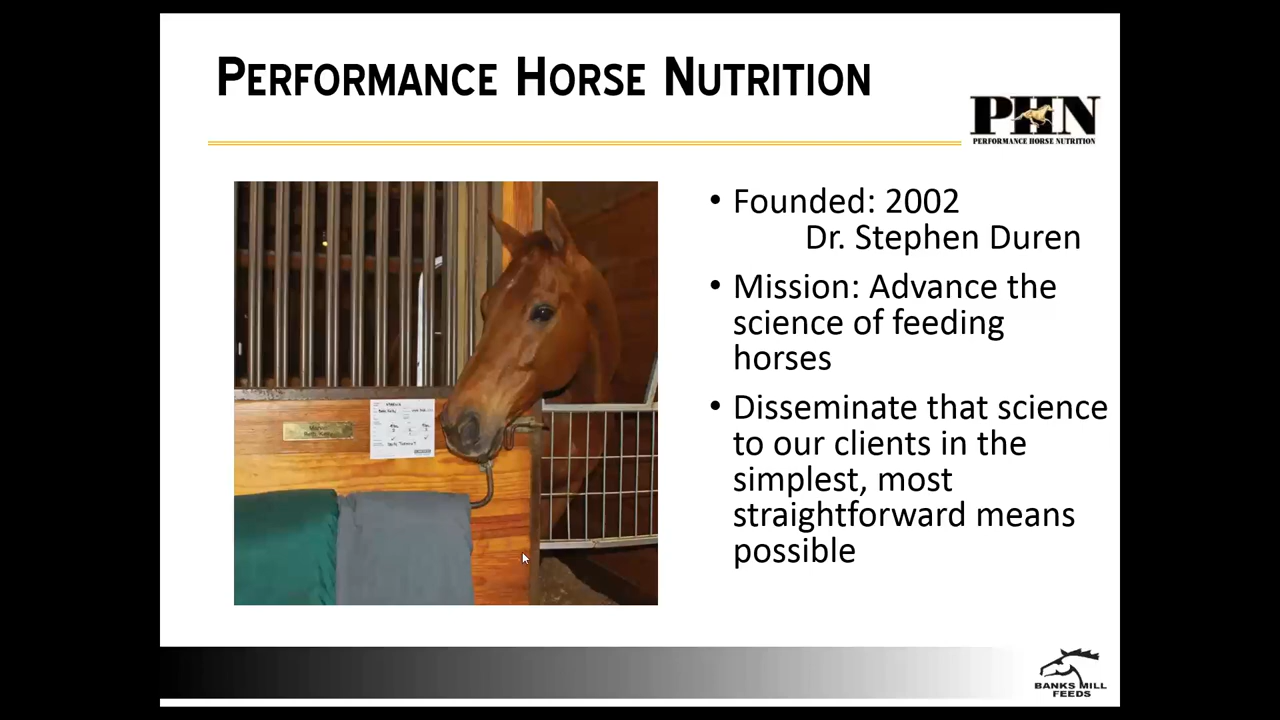 PERFORMANCE HORSE NUTRITION
PHN
PERFORMANCE HORSE NUTRITION
• Founded: 2002
Dr. Stephen Duren
• Mission: Advance the
science of feeding
horses
• Disseminate that science
to our clients in the
simplest, most
straightforward means
possible
BANKS MILL
FEEDS